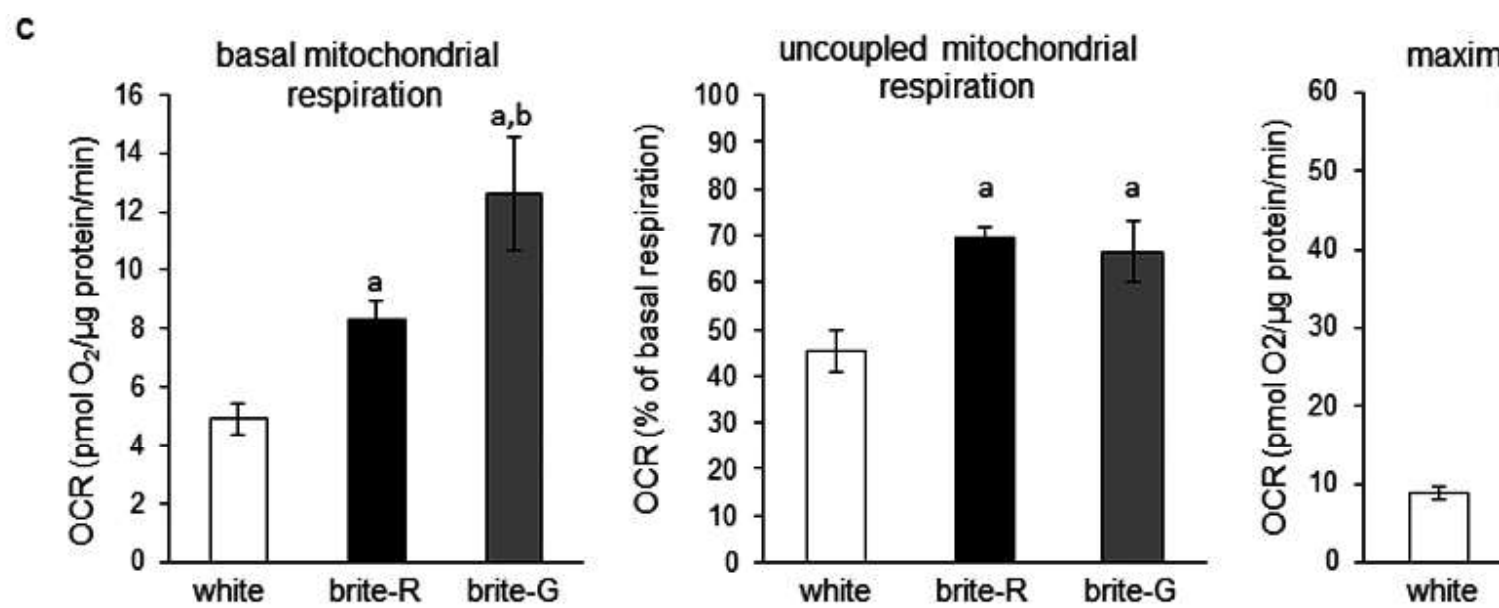 c
basal mitochondrial
respiration
OCR (pmol O₂/µg protein/min)
16
14
12
10
8
6
4
2
0
a
a,b
white brite-R brite-G
uncoupled mitochondrial
respiration
OCR (% of basal respiration)
100
90
80
70
60
50
40
30
20
10
0
a
a
white brite-R brite-G
maxim
OCR (pmol O2/µg protein/min)
60
50
40
30
20
10
0
white